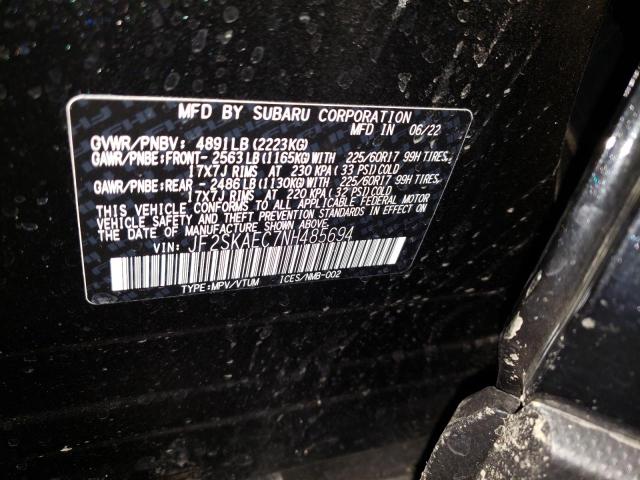 MFD BY SUBARU CORPORATION
MFD IN 06/22
GVWR/PNBV: 4891LB(2223KG)
GAWR/PNBE:FRONT- 2563LB(1165KG)WITH 225/60R17 99H TIRES,
17X7J RIMS AT 230 KPA(33 PSI)COLD
GAWR/PNBE:REAR - 2486LB(1130KG)WITH 225/60R17 99H TIRES,
17X7J RIMS AT 220 KPA(32 PSI)COLD
THIS VEHICLE CONFORMS TO ALL APPLICABLE FEDERAL MOTOR
VEHICLE SAFETY AND THEFT PREVENTION STANDARDS IN EFFECT ON
THE DATE OF MANUFACTURE SHOWN ABOVE.
VIN: JF2SKAEC7NH485694
TYPE:MPV/VTUM ICES/NMB-002